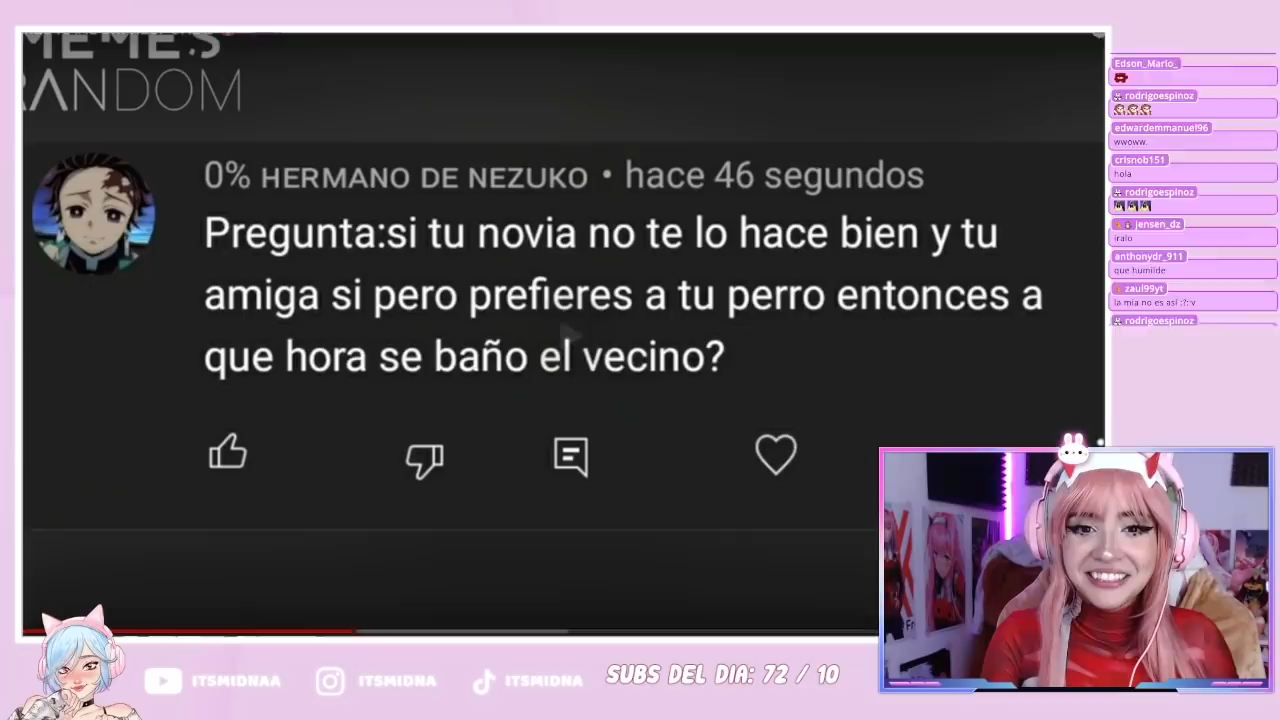 MEMES
RANDOM
0% HERMANO DE NEZUKO • hace 46 segundos
Pregunta:si tu novia no te lo hace bien y tu
amiga si pero prefieres a tu perro entonces a
que hora se baño el vecino?
Edson_Marlo_
rodrigoespinoz
edwardemmanuel96
wwoww.
crisnob151
hola
rodrigoespinoz
jensen_dz
iralo
anthonydr_911
que humilde
zaul99yt
la mia no es así :?: v
rodrigoespinoz
ITSMIDNAA
ITSMIDNA
ITSMIDNA
SUBS DEL DIA: 72 / 10